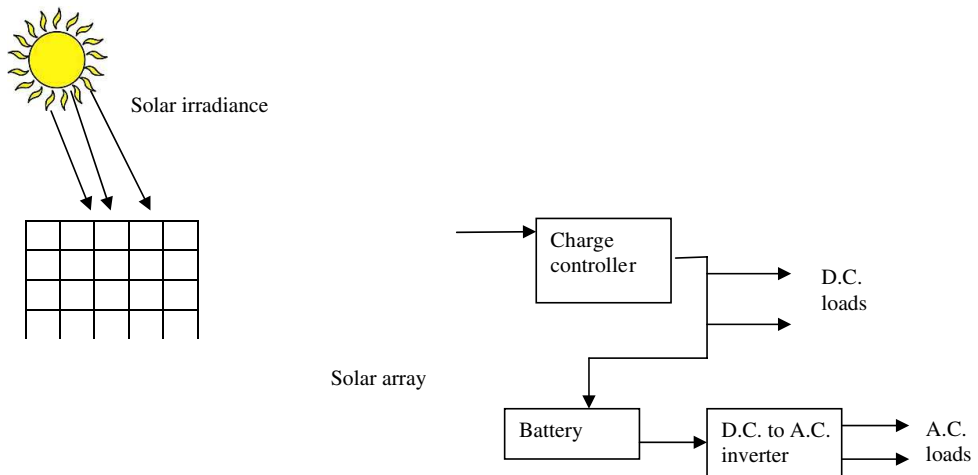 Solar irradiance
Charge
controller
D.C.
loads
Solar array
Battery
D.C. to A.C.
inverter
A.C.
loads